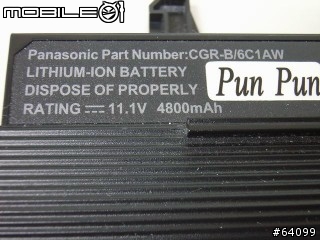 MOBILE01
Panasonic Part Number:CGR-B/6C1AW
LITHIUM-ION BATTERY
DISPOSE OF PROPERLY
RATING ⎓ 11.1V 4800mAh
Pun Pun
#64099